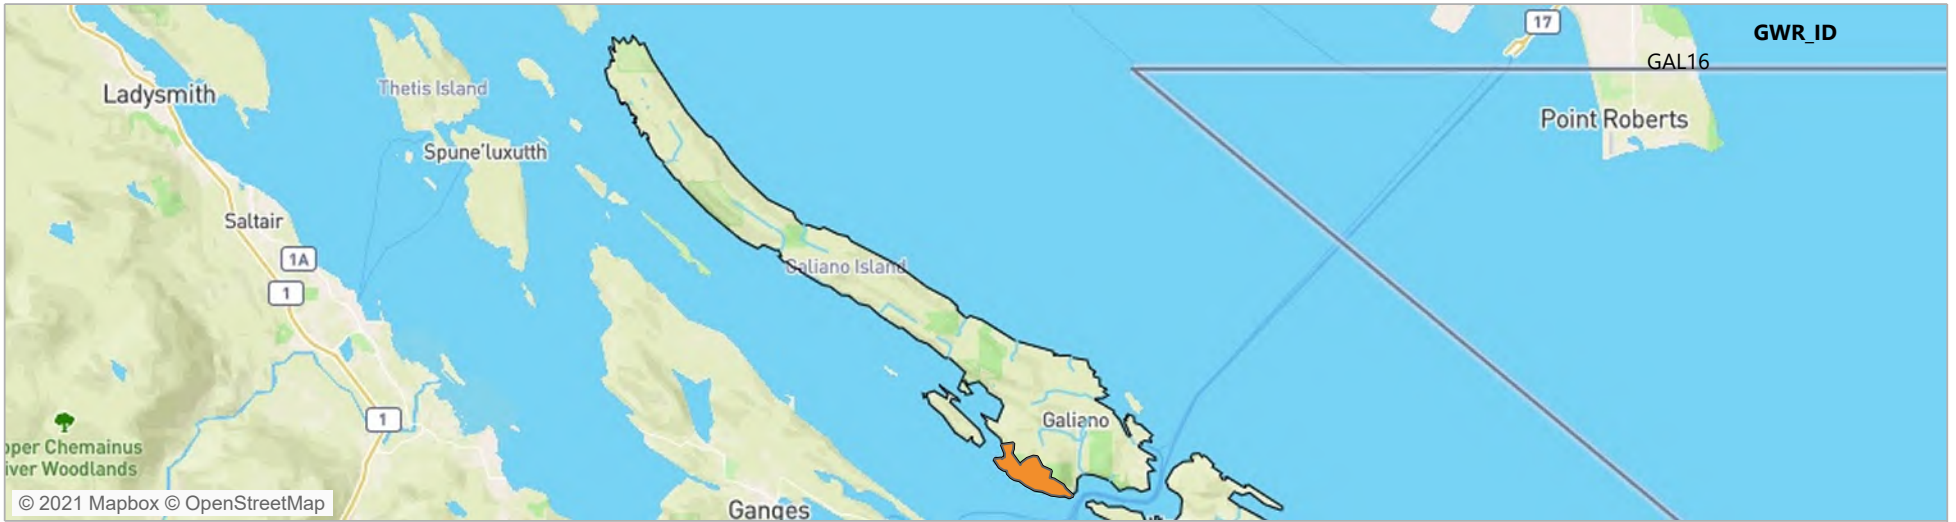 17
GWR_ID
GAL16
Thetis Island
Ladysmith
Point Roberts
Spune'luxutth
Saltair
1A
Galiano Island
1
1
Galiano
pper Chemainus
iver Woodlands
© 2021 Mapbox © OpenStreetMap
Ganges